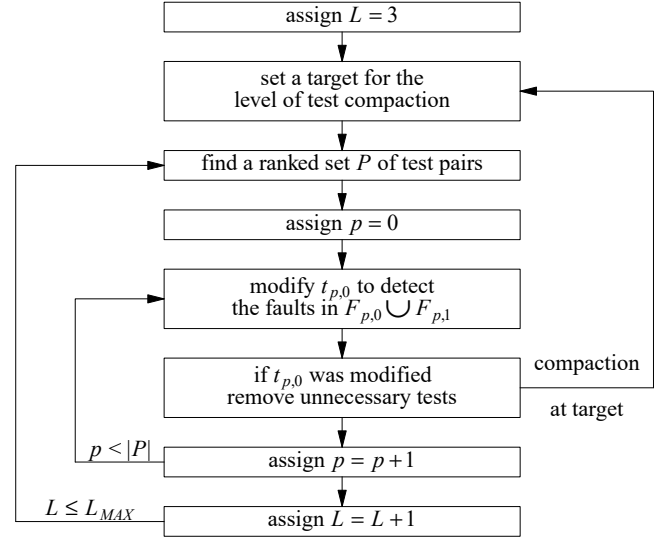 assign L = 3
set a target for the
level of test compaction
find a ranked set P of test pairs
assign p = 0
modify t_{p,0} to detect
the faults in F_{p,0} ∪ F_{p,1}
if t_{p,0} was modified
remove unnecessary tests
compaction
at target
p < |P|
assign p = p + 1
L ≤ L_{MAX}
assign L = L + 1